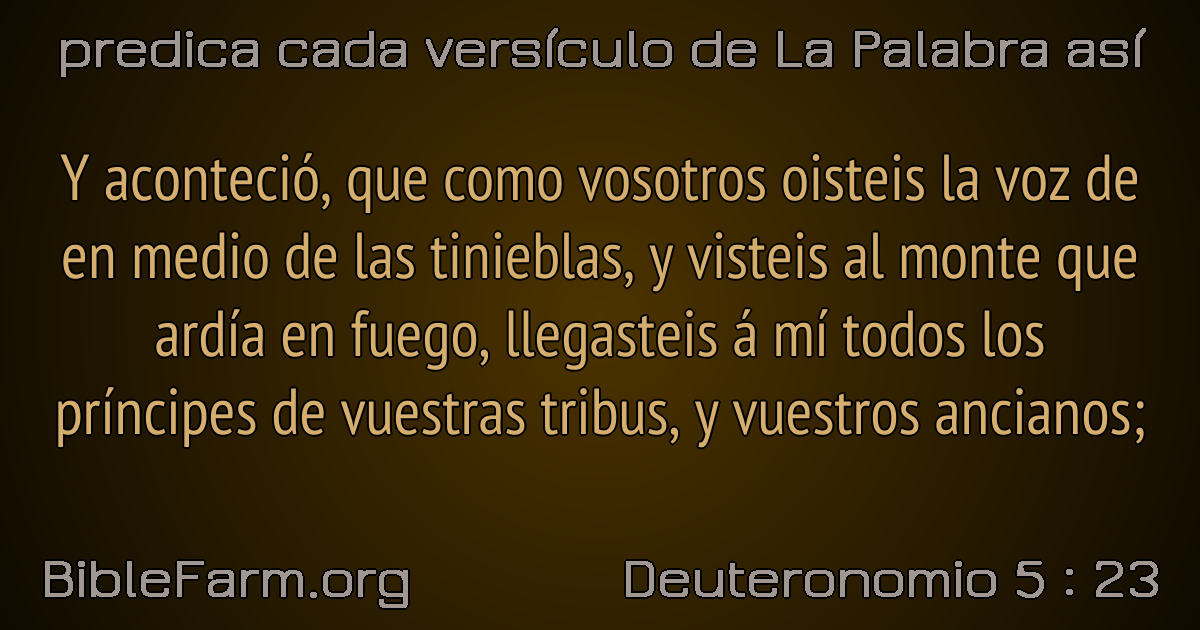 predica cada versículo de La Palabra así
Y aconteció, que como vosotros oisteis la voz de
en medio de las tinieblas, y visteis al monte que
ardía en fuego, llegasteis á mí todos los
príncipes de vuestras tribus, y vuestros ancianos;
BibleFarm.org
Deuteronomio 5 : 23